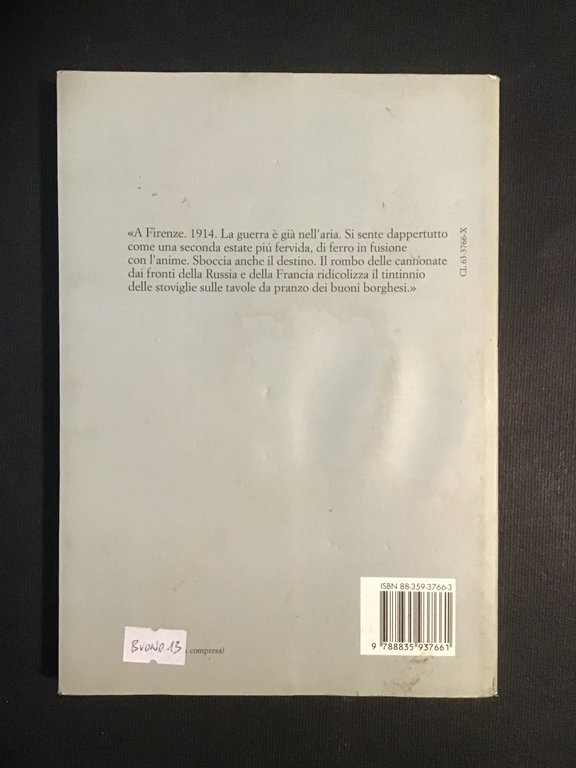 «A Firenze. 1914. La guerra è già nell'aria. Si sente dappertutto
come una seconda estate piú fervida, di ferro in fusione
con l'anime. Sboccia anche il destino. Il rombo delle cannonate
dai fronti della Russia e della Francia ridicolizza il tintinnio
delle stoviglie sulle tavole da pranzo dei buoni borghesi.»
CL 63-3766-X
ISBN 88-359-3766-3
9 788835 937661
BUONO 13
compresa)